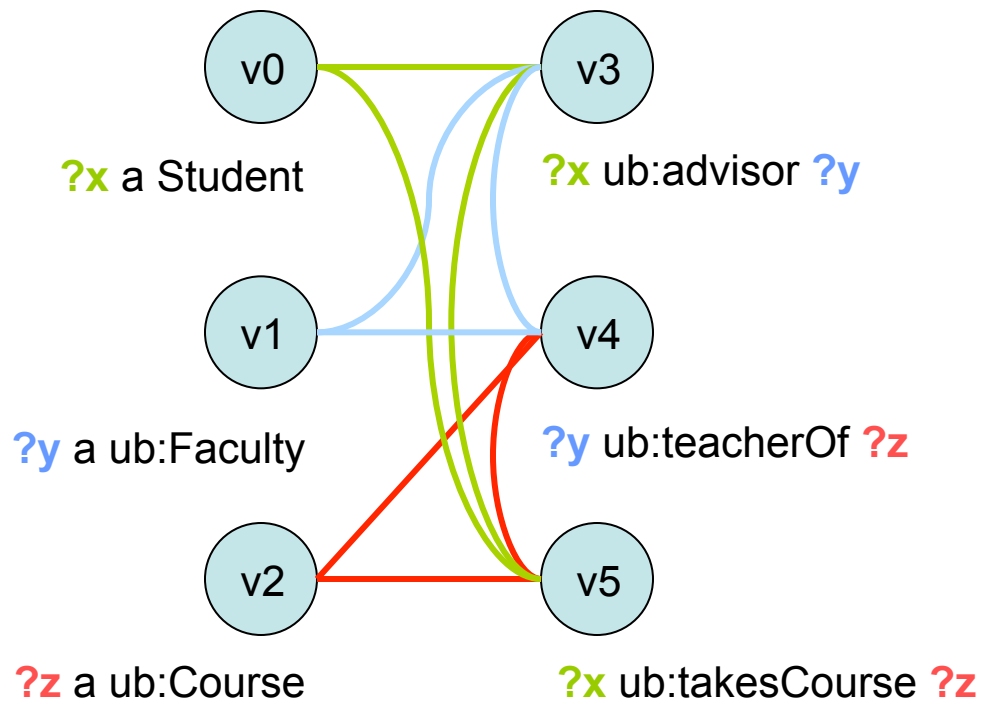 v0 v3
?x a Student ?x ub:advisor ?y
v1 v4
?y a ub:Faculty ?y ub:teacherOf ?z
v2 v5
?z a ub:Course ?x ub:takesCourse ?z